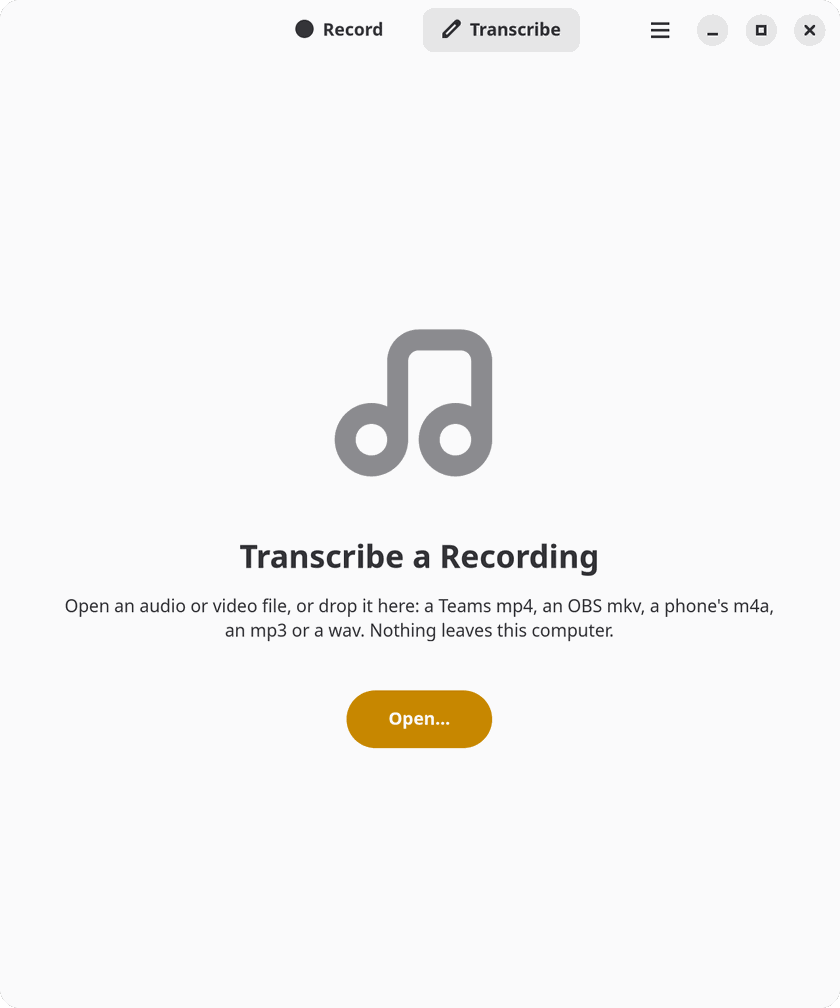 Record
Transcribe
Transcribe a Recording
Open an audio or video file, or drop it here: a Teams mp4, an OBS mkv, a phone's m4a,
an mp3 or a wav. Nothing leaves this computer.
Open...